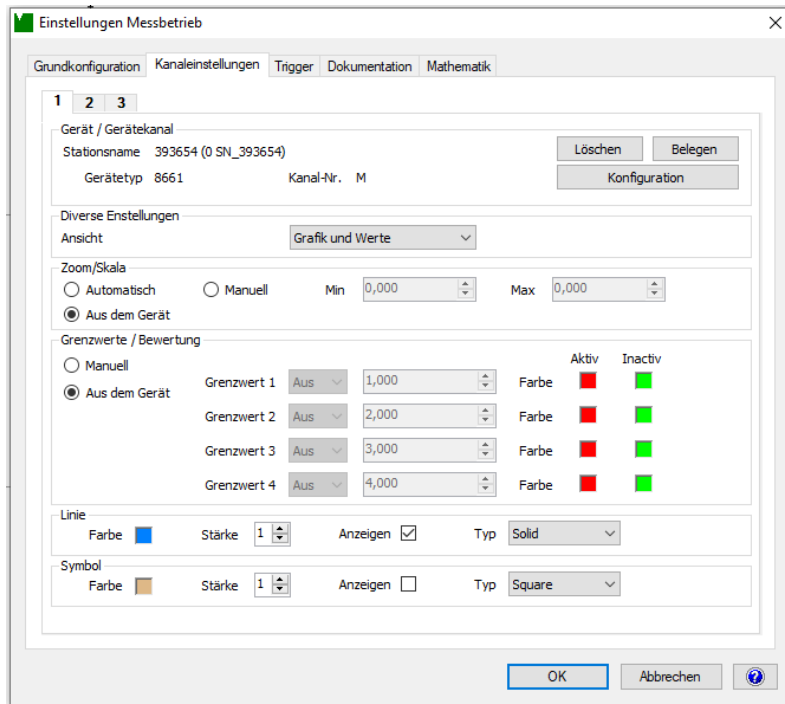 Einstellungen Messbetrieb
Grundkonfiguration Kanaleinstellungen Trigger Dokumentation Mathematik
1 2 3
Gerät / Gerätekanal
Stationsname 393654 (0 SN_393654) Löschen Belegen
Gerätetyp 8661 Kanal-Nr. M Konfiguration
Diverse Enstellungen
Ansicht Grafik und Werte
Zoom/Skala
Automatisch Manuell Min 0,000 Max 0,000
Aus dem Gerät
Grenzwerte / Bewertung
Aktiv Inactiv
Manuell
Aus dem Gerät
Grenzwert 1 Aus 1,000 Farbe
Grenzwert 2 Aus 2,000 Farbe
Grenzwert 3 Aus 3,000 Farbe
Grenzwert 4 Aus 4,000 Farbe
Linie
Farbe Stärke 1 Anzeigen Typ Solid
Symbol
Farbe Stärke 1 Anzeigen Typ Square
OK Abbrechen ?